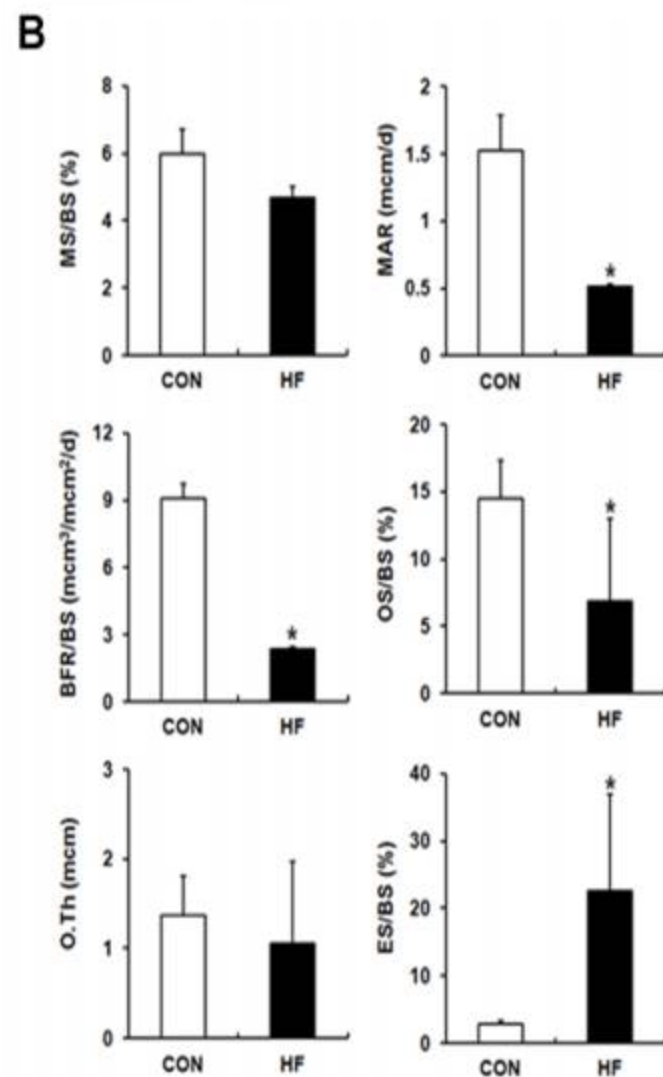 B
MS/BS (%)
8
6
4
2
0
CON HF
MAR (mcm/d)
2
1.5
1
0.5
0
*
CON HF
BFR/BS (mcm³/mcm²/d)
12
9
6
3
0
*
CON HF
OS/BS (%)
20
15
10
5
0
*
CON HF
O.Th (mcm)
3
2
1
0
CON HF
ES/BS (%)
40
30
20
10
0
*
CON HF